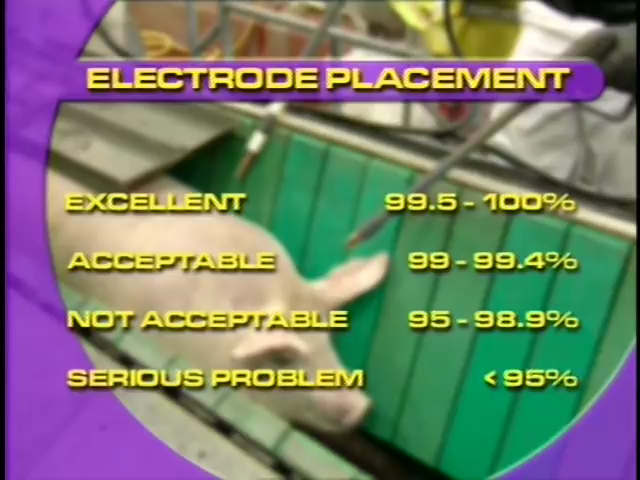 ELECTRODE PLACEMENT
EXCELLENT 99.5 - 100%
ACCEPTABLE 99 - 99.4%
NOT ACCEPTABLE 95 - 98.9%
SERIOUS PROBLEM < 95%